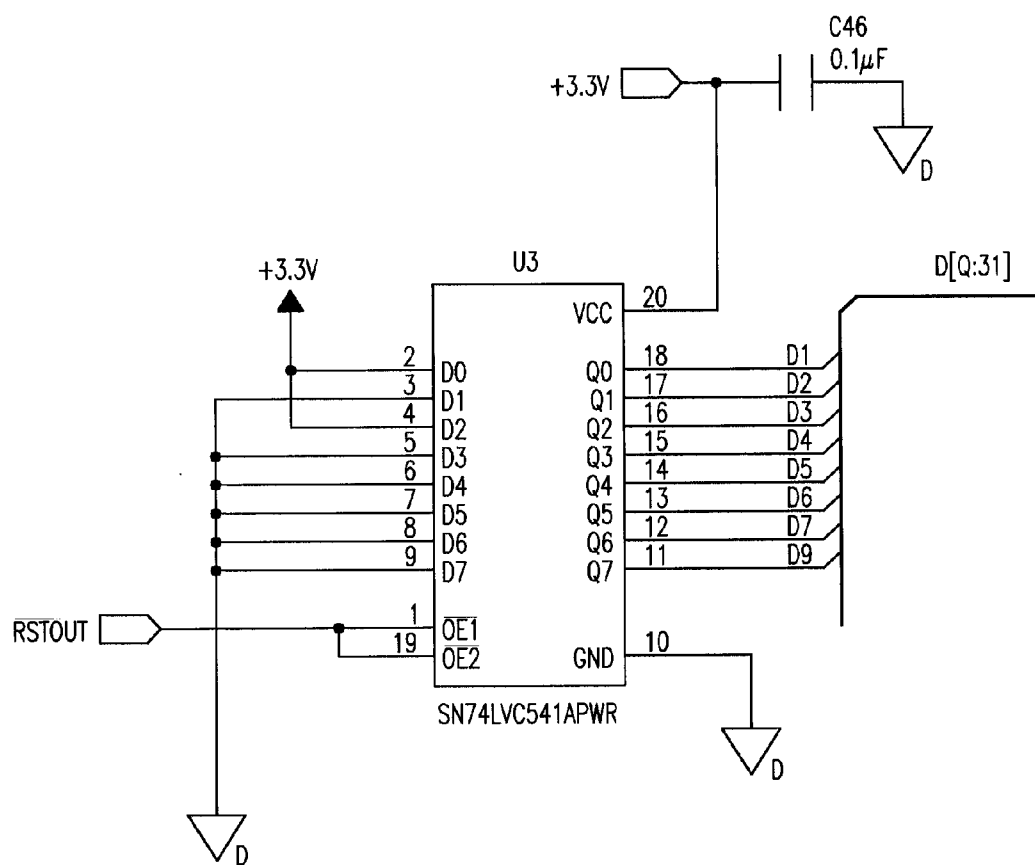 C46
0.1µF
+3.3V
D
+3.3V
U3
D[Q:31]
VCC
20
2
D0
Q0
18
D1
3
D1
Q1
17
D2
4
D2
Q2
16
D3
5
D3
Q3
15
D4
6
D4
Q4
14
D5
7
D5
Q5
13
D6
8
D6
Q6
12
D7
9
D7
Q7
11
D9
RSTOUT
1
OE1
19
OE2
GND
10
SN74LVC541APWR
D
D